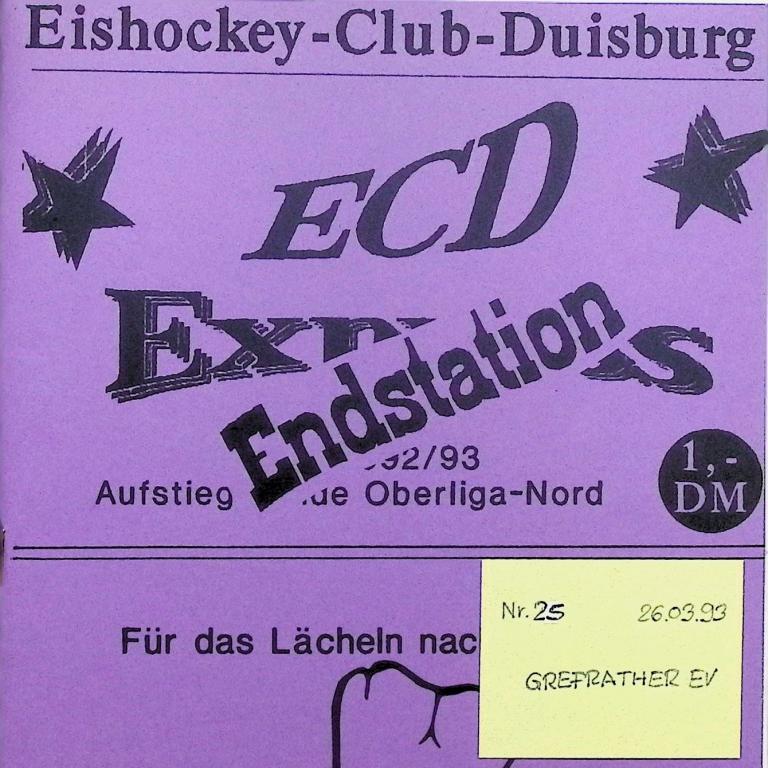 Eishockey-Club-Duisburg
ECD
Endstation
92/93
Aufstieg Oberliga-Nord
1,-
DM
Für das Lächeln
Nr. 25 26.03.93
GREFRATHER EV